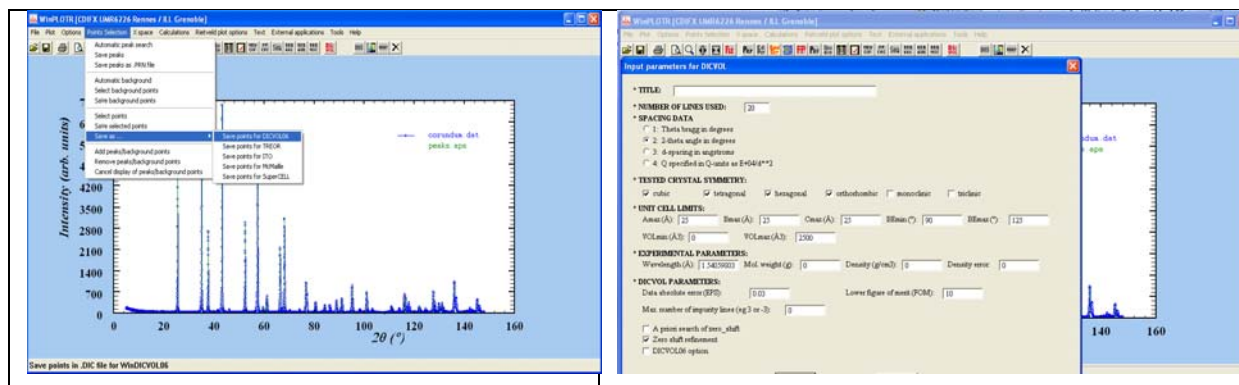 WinPLOTR [CDIFX UMR6226 Rennes / ILL Grenoble]
File Plot Options Points Selection X space Calculations Rietveld plot options Text External applications Tools Help
Automatic peak search
Save peaks
Save peaks as .PRN file
Automatic background
Select background points
Save background points
Select points
Save selected points
Save as ...
Add peaks/background points
Remove peaks/background points
Cancel display of peaks/background points
Save points for DICVOL06
Save points for TREOR
Save points for ITO
Save points for McMaille
Save points for SuperCELL
corundum.dat
peaks eps
Intensity (arb. units)
4200
3500
2800
2100
1400
700
0
0 20 40 60 80 100 120 140 160
2θ (°)
Save points in .DIC file for WinDICVOL06
WinPLOTR [CDIFX UMR6226 Rennes / ILL Grenoble]
File Plot Options Points Selection X space Calculations Rietveld plot options Text External applications Tools Help
Input parameters for DICVOL
* TITLE:
* NUMBER OF LINES USED: 20
* SPACING DATA
1: Theta bragg in degrees
2: 2-theta angle in degrees
3: d-spacing in angstroms
4: Q specified in Q-units as E+04/d**2
* TESTED CRYSTAL SYMMETRY:
cubic tetragonal hexagonal orthorhombic monoclinic triclinic
* UNIT CELL LIMITS:
Amax (Å): 25 Bmax (Å): 25 Cmax (Å): 25 BEmin (°): 90 BEmax (°): 125
VOLmin (Å3): 0 VOLmax (Å3): 2500
* EXPERIMENTAL PARAMETERS:
Wavelength (Å): 1.54059003 Mol. weight (g): 0 Density (g/cm3): 0 Density error: 0
* DICVOL PARAMETERS:
Data absolute error (EPS): 0.03 Lower figure of merit (FOM): 10
Max. number of impurity lines (eg 3 or -3): 0
A priori search of zero_shift
Zero shift refinement
DICVOL06 option
dum.dat
s eps
140 160